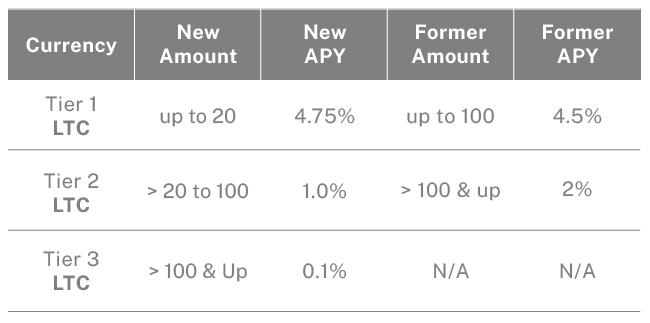 Currency New Amount New APY Former Amount Former APY
Tier 1 LTC up to 20 4.75% up to 100 4.5%
Tier 2 LTC > 20 to 100 1.0% > 100 & up 2%
Tier 3 LTC > 100 & Up 0.1% N/A N/A